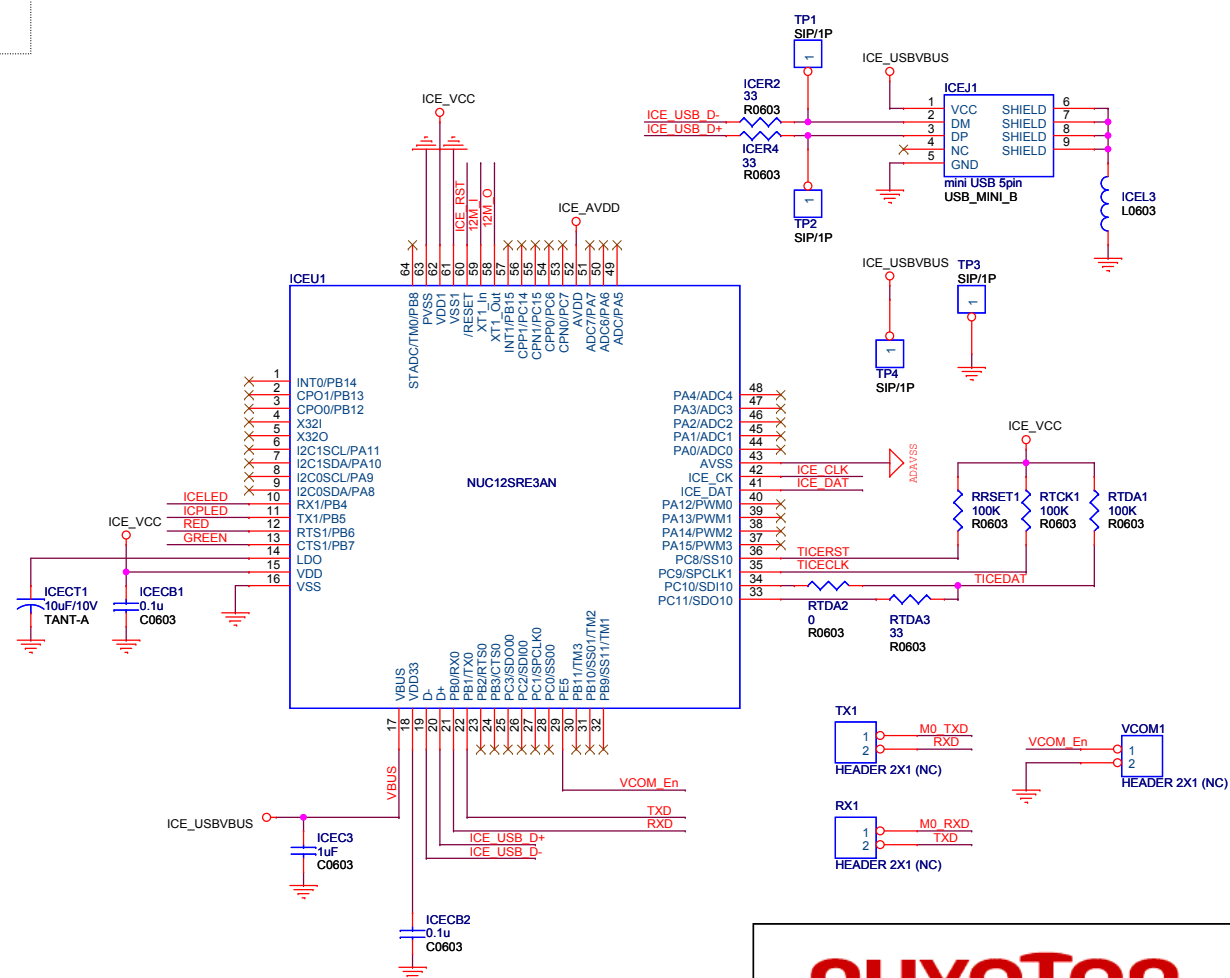 TP1
SIP/1P
1
ICE_USBVBUS
ICE_VCC
ICER2
33
R0603
ICE_USB_D-
ICE_USB_D+
ICER4
33
R0603
ICEJ1
1 VCC SHIELD 6
2 DM SHIELD 7
3 DP SHIELD 8
4 NC SHIELD 9
5 GND
mini USB 5pin
USB_MINI_B
1
TP2
SIP/1P
ICEL3
L0603
ICE_RST
12M_I
12M_O
ICE_AVDD
ICE_USBVBUS
TP3
SIP/1P
1
1
TP4
SIP/1P
ICEU1
64 STADC/TM0/PB8
63 PVSS
62 VDD1
61 VSS1
60 /RESET
59 XT1_In
58 XT1_Out
57 INT1/PB15
56 CPP1/PC14
55 CPN1/PC15
54 CPP0/PC6
53 CPN0/PC7
52 AVDD
51 ADC7/PA7
50 ADC6/PA6
49 ADC/PA5
1 INT0/PB14
2 CPO1/PB13
3 CPO0/PB12
4 X32I
5 X32O
6 I2C1SCL/PA11
7 I2C1SDA/PA10
8 I2C0SCL/PA9
9 I2C0SDA/PA8
ICELED 10 RX1/PB4
ICPLED 11 TX1/PB5
RED 12 RTS1/PB6
GREEN 13 CTS1/PB7
14 LDO
15 VDD
16 VSS
ICE_VCC
NUC12SRE3AN
PA4/ADC4 48
PA3/ADC3 47
PA2/ADC2 46
PA1/ADC1 45
PA0/ADC0 44
AVSS 43
ICE_CK 42 ICE_CLK
ICE_DAT 41 ICE_DAT
PA12/PWM0 40
PA13/PWM1 39
PA14/PWM2 38
PA15/PWM3 37
PC8/SS10 36 TICERST
PC9/SPCLK1 35 TICECLK
PC10/SDI10 34 TICEDAT
PC11/SDO10 33
ADAVSS
ICE_VCC
RRSET1
100K
R0603
RTCK1
100K
R0603
RTDA1
100K
R0603
RTDA2
0
R0603
RTDA3
33
R0603
ICECT1
10uF/10V
TANT-A
ICECB1
0.1u
C0603
17 VBUS
18 VDD33
19 D-
20 D+
21 PB0/RX0
22 PB1/TX0
23 PB2/RTS0
24 PB3/CTS0
25 PC3/SDO00
26 PC2/SDI00
27 PC1/SPCLK0
28 PC0/SS00
29 PE5
30 PB11/TM3
31 PB10/SS01/TM2
32 PB9/SS11/TM1
VBUS
VCOM_En
TXD
RXD
ICE_USB_D+
ICE_USB_D-
ICE_USBVBUS
ICEC3
1uF
C0603
ICECB2
0.1u
C0603
TX1
1 M0_TXD
2 RXD
HEADER 2X1 (NC)
RX1
1 M0_RXD
2 TXD
HEADER 2X1 (NC)
VCOM1
VCOM_En 1
2
HEADER 2X1 (NC)